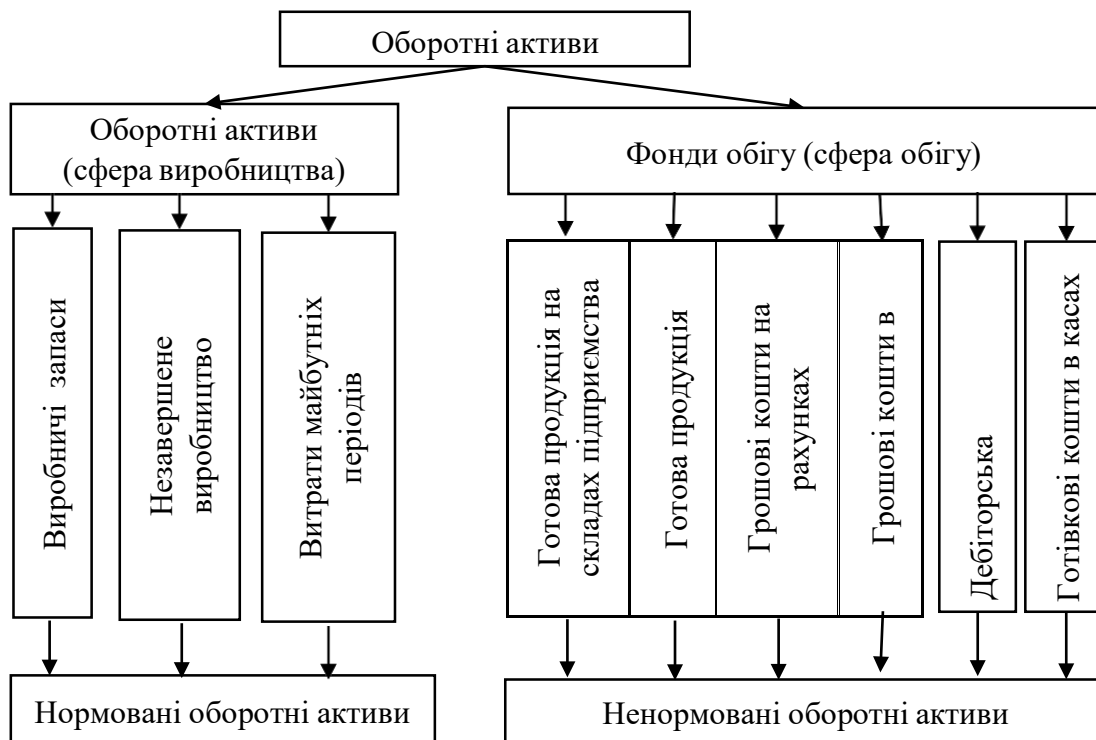 Оборотні активи
Оборотні активи
(сфера виробництва)
Фонди обігу (сфера обігу)
Виробничі запаси
Незавершене
виробництво
Витрати майбутніх
періодів
Готова продукція на
складах підприємства
Готова продукція
Грошові кошти на
рахунках
Грошові кошти в
Дебіторська
Готівкові кошти в касах
Нормовані оборотні активи
Ненормовані оборотні активи